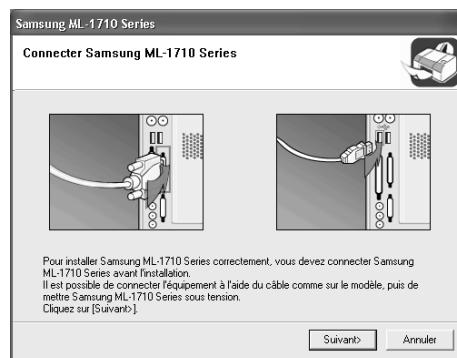 Samsung ML-1710 Series
Connecter Samsung ML-1710 Series
Pour installer Samsung ML-1710 Series correctement, vous devez connecter Samsung
ML-1710 Series avant l'installation.
Il est possible de connecter l'équipement à l'aide du câble comme sur le modèle, puis de
mettre Samsung ML-1710 Series sous tension.
Cliquez sur [Suivant>].
Suivant>
Annuler